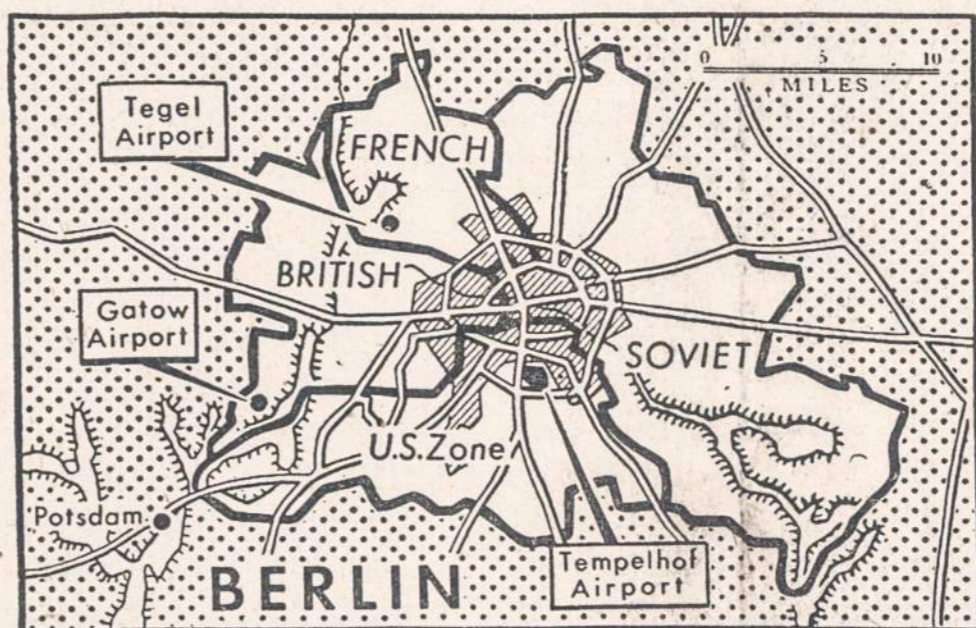 0 5 10
MILES
Tegel
Airport
FRENCH
BRITISH
Gatow
Airport
SOVIET
U.S.Zone
Potsdam
Tempelhof
Airport
BERLIN